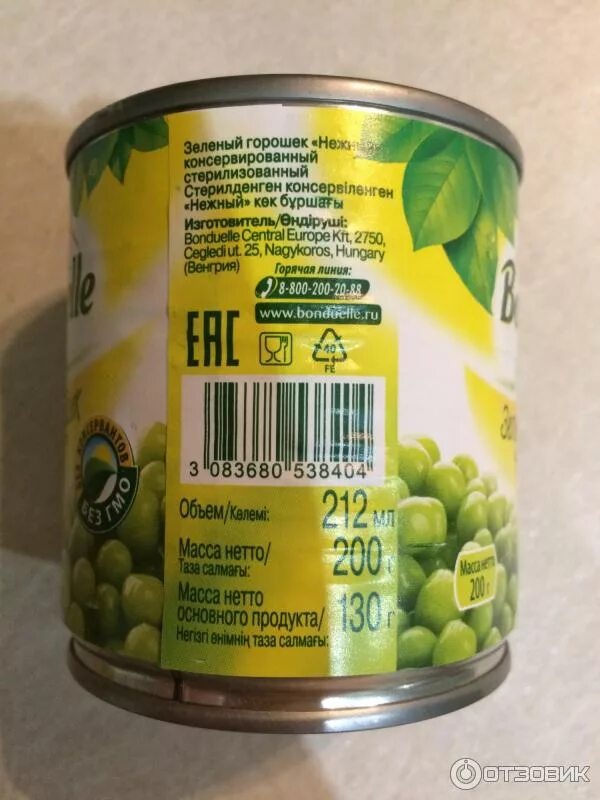 Зеленый горошек «Нежный»
консервированный
стерилизованный
Стерилденген консервіленген
«Нежный» көк бұршағы
Изготовитель/Өндіруші:
Bonduelle Central Europe Kft, 2750,
Cegledi ut. 25, Nagykoros, Hungary
(Венгрия)
Горячая линия:
8-800-200-20-88
www.bonduelle.ru
EAC
40
FE
3 083680 538404
Объем/Көлемі: 212 мл
Масса нетто/
Таза салмағы: 200 г
Масса нетто
основного продукта/ 130 г
Негізгі өнімнің таза салмағы:
lle
КОНСЕРВАНТОВ
БЕЗ ГМО
Масса нетто
200 г
ОТЗОВИК